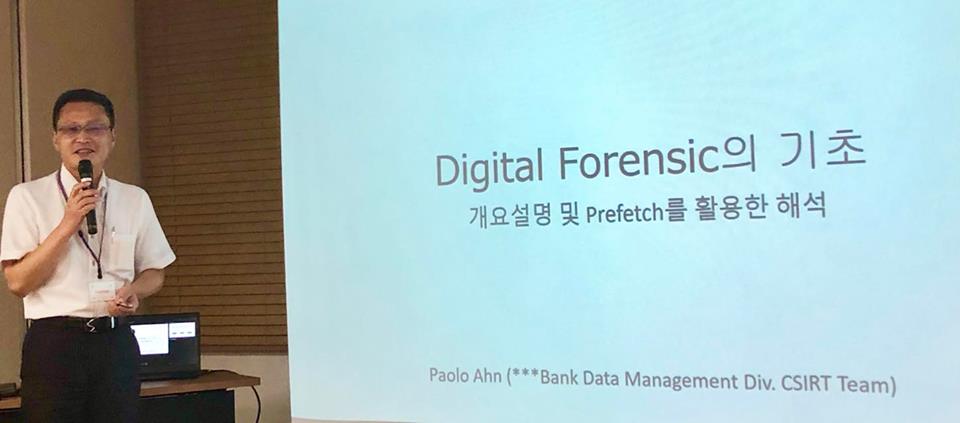 Digital Forensic의 기초
개요설명 및 Prefetch를 활용한 해석
Paolo Ahn (***Bank Data Management Div. CSIRT Team)